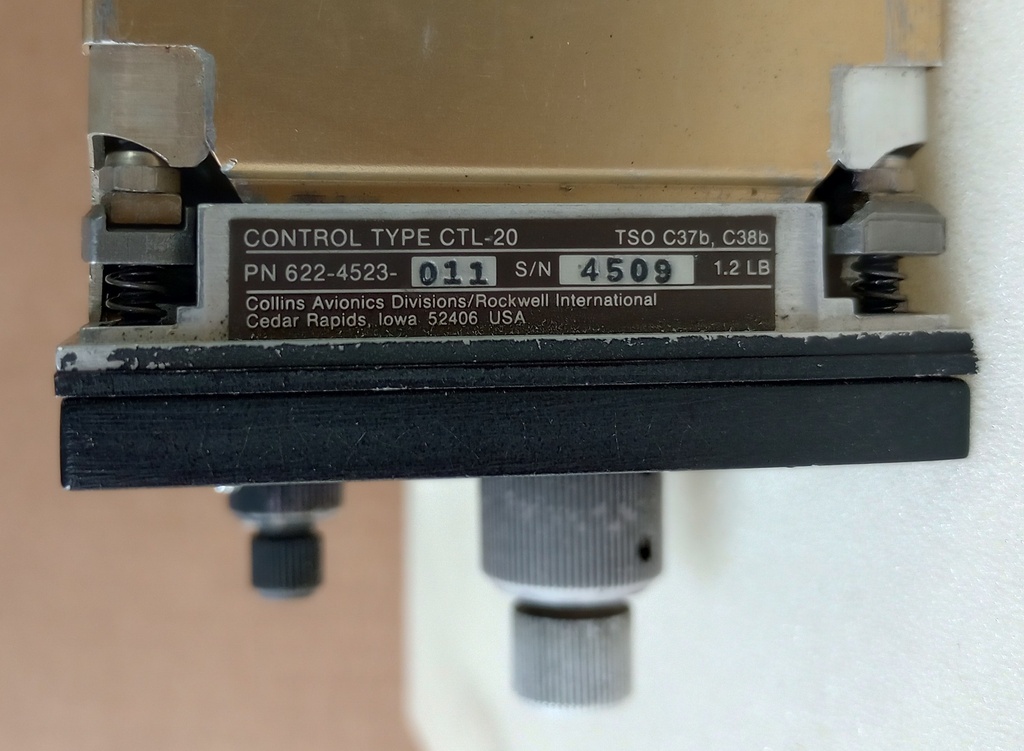 CONTROL TYPE CTL-20 TSO C37b, C38b
PN 622-4523- 011 S/N 4509 1.2 LB
Collins Avionics Divisions/Rockwell International
Cedar Rapids, Iowa 52406 USA